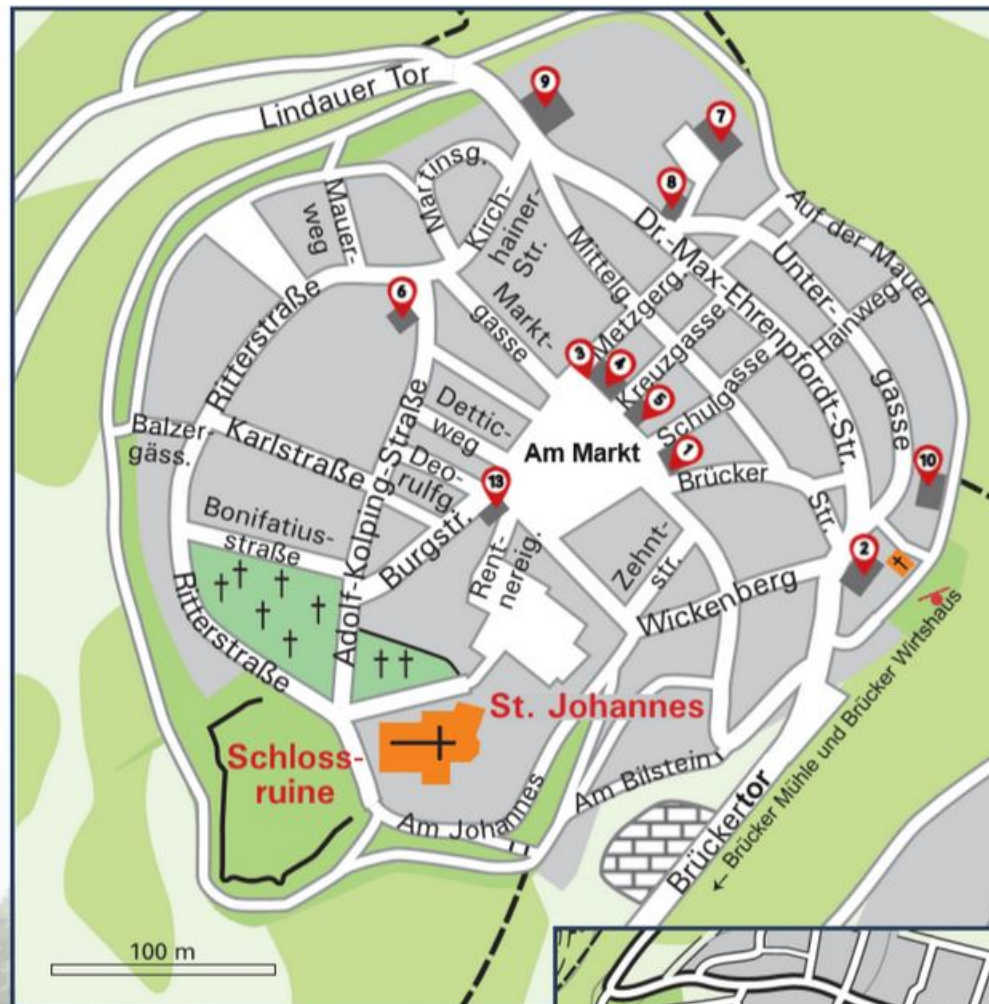 Lindauer Tor
9
7
8
Martinsg.
Mauer-
weg
Kirch-
hainer-
Str.
Mittelg.
Dr.-Max-Ehrenpfordt-Str.
Auf der Mauer
Unter-
gasse
Hainweg
Metzgerg
Kreuzgasse
Schulgasse
6
Markt-
gasse
3
4
5
1
Ritterstraße
Balzer-
gäss.
Karlstraße
Adolf-Kolping-Straße
Dettic-
weg
Deo-
rulfg
Am Markt
Brücker
Str.
10
13
Bonifatius-
straße
Burgstr.
Rent-
nereig.
Zehnt-
str.
Wickenberg
2
Ritterstraße
St. Johannes
Schloss-
ruine
Am Johannes
Am Bilstein
Brückertor
← Brücker Mühle und Brücker Wirtshaus
100 m